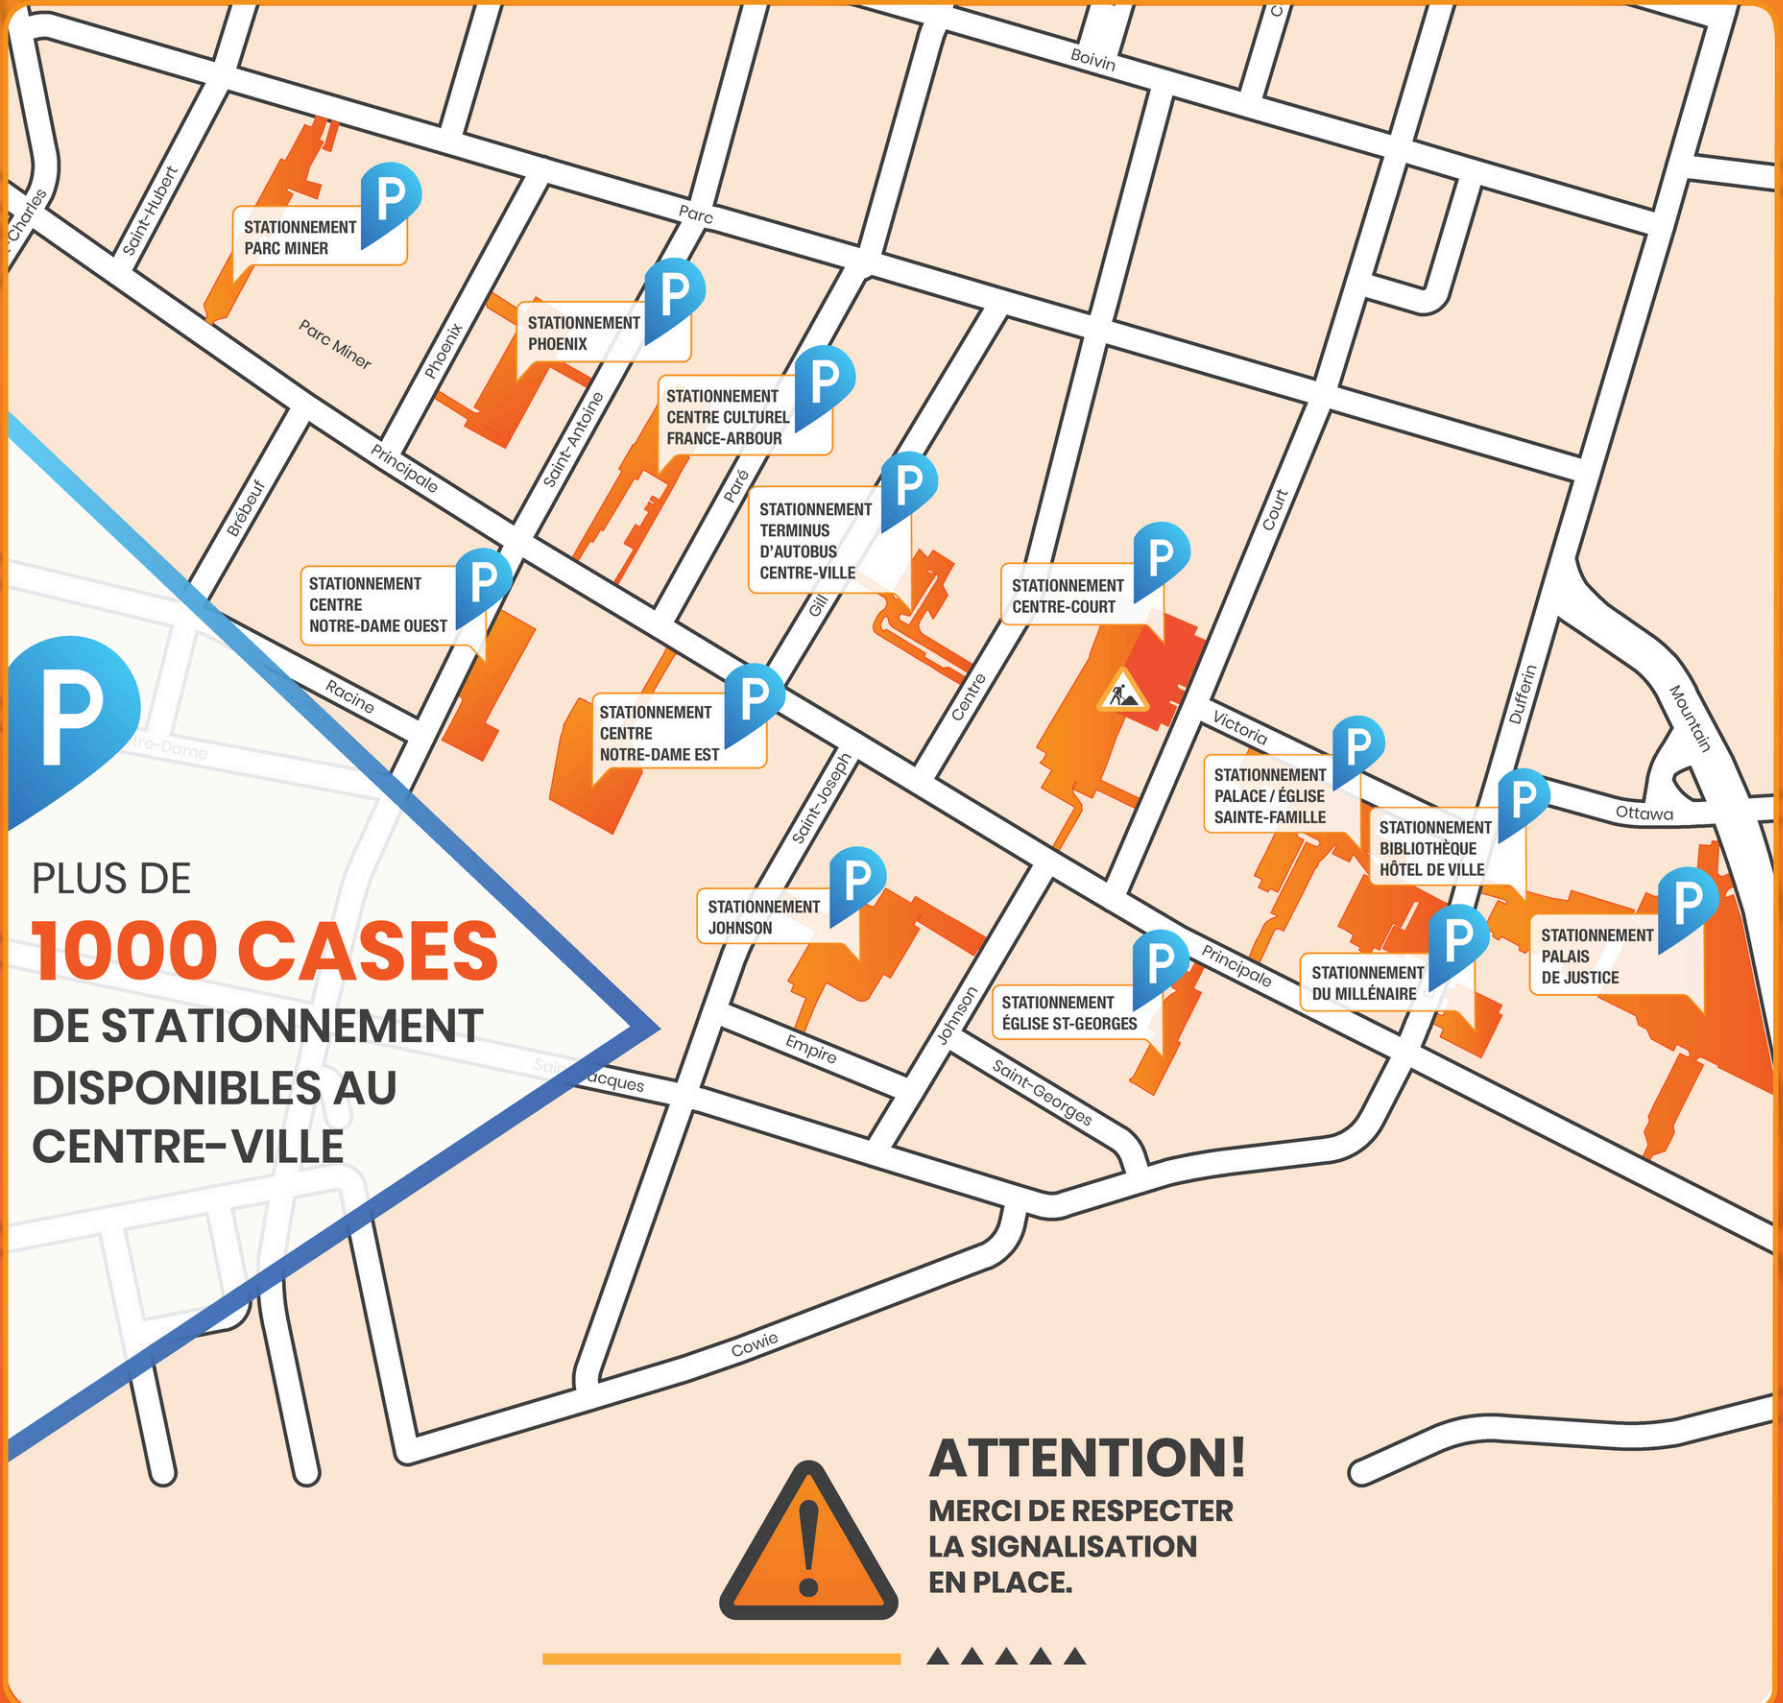 Boivin
C
Parc
Saint-Hubert
-Charles
P
STATIONNEMENT
PARC MINER
Parc Miner
Phoenix
P
STATIONNEMENT
PHOENIX
Saint-Antoine
P
STATIONNEMENT
CENTRE CULTUREL
FRANCE-ARBOUR
Principale
Paré
Brébeuf
P
STATIONNEMENT
TERMINUS
D'AUTOBUS
CENTRE-VILLE
Gill
Court
P
STATIONNEMENT
CENTRE-COURT
P
STATIONNEMENT
CENTRE
NOTRE-DAME OUEST
Racine
P
STATIONNEMENT
CENTRE
NOTRE-DAME EST
Centre
Victoria
Dufferin
Mountain
Ottawa
tre-Dame
Saint-Joseph
P
STATIONNEMENT
PALACE / ÉGLISE
SAINTE-FAMILLE
P
STATIONNEMENT
BIBLIOTHÈQUE
HÔTEL DE VILLE
P
STATIONNEMENT
JOHNSON
P
STATIONNEMENT
PALAIS
DE JUSTICE
P
STATIONNEMENT
DU MILLÉNAIRE
Principale
P
STATIONNEMENT
ÉGLISE ST-GEORGES
Johnson
Empire
Saint-Georges
Saint-Jacques
Cowie
P
PLUS DE
1000 CASES
DE STATIONNEMENT
DISPONIBLES AU
CENTRE-VILLE
ATTENTION!
MERCI DE RESPECTER
LA SIGNALISATION
EN PLACE.